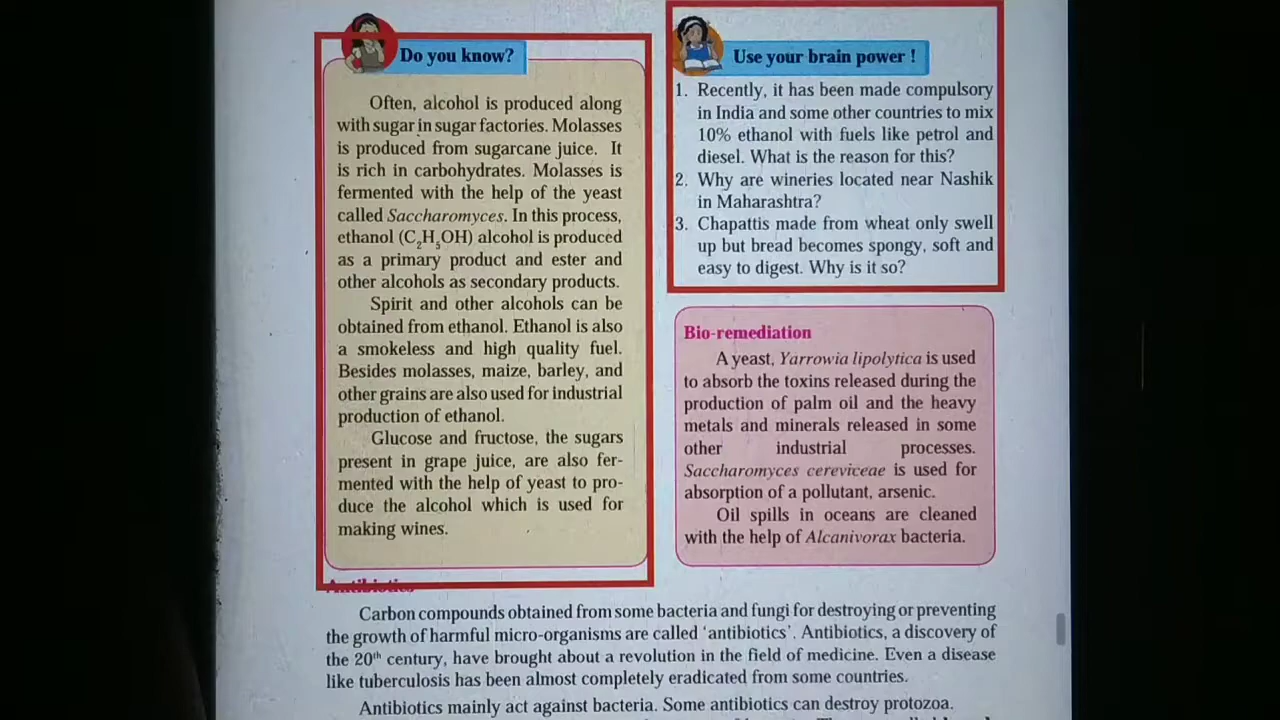 Do you know?
Often, alcohol is produced along
with sugar in sugar factories. Molasses
is produced from sugarcane juice. It
is rich in carbohydrates. Molasses is
fermented with the help of the yeast
called Saccharomyces. In this process,
ethanol (C₂H₅OH) alcohol is produced
as a primary product and ester and
other alcohols as secondary products.
Spirit and other alcohols can be
obtained from ethanol. Ethanol is also
a smokeless and high quality fuel.
Besides molasses, maize, barley, and
other grains are also used for industrial
production of ethanol.
Glucose and fructose, the sugars
present in grape juice, are also fer-
mented with the help of yeast to pro-
duce the alcohol which is used for
making wines.
Use your brain power !
1. Recently, it has been made compulsory
in India and some other countries to mix
10% ethanol with fuels like petrol and
diesel. What is the reason for this?
2. Why are wineries located near Nashik
in Maharashtra?
3. Chapattis made from wheat only swell
up but bread becomes spongy, soft and
easy to digest. Why is it so?
Bio-remediation
A yeast, Yarrowia lipolytica is used
to absorb the toxins released during the
production of palm oil and the heavy
metals and minerals released in some
other industrial processes.
Saccharomyces cereviceae is used for
absorption of a pollutant, arsenic.
Oil spills in oceans are cleaned
with the help of Alcanivorax bacteria.
Antibiotics
Carbon compounds obtained from some bacteria and fungi for destroying or preventing
the growth of harmful micro-organisms are called ‘antibiotics’. Antibiotics, a discovery of
the 20th century, have brought about a revolution in the field of medicine. Even a disease
like tuberculosis has been almost completely eradicated from some countries.
Antibiotics mainly act against bacteria. Some antibiotics can destroy protozoa.